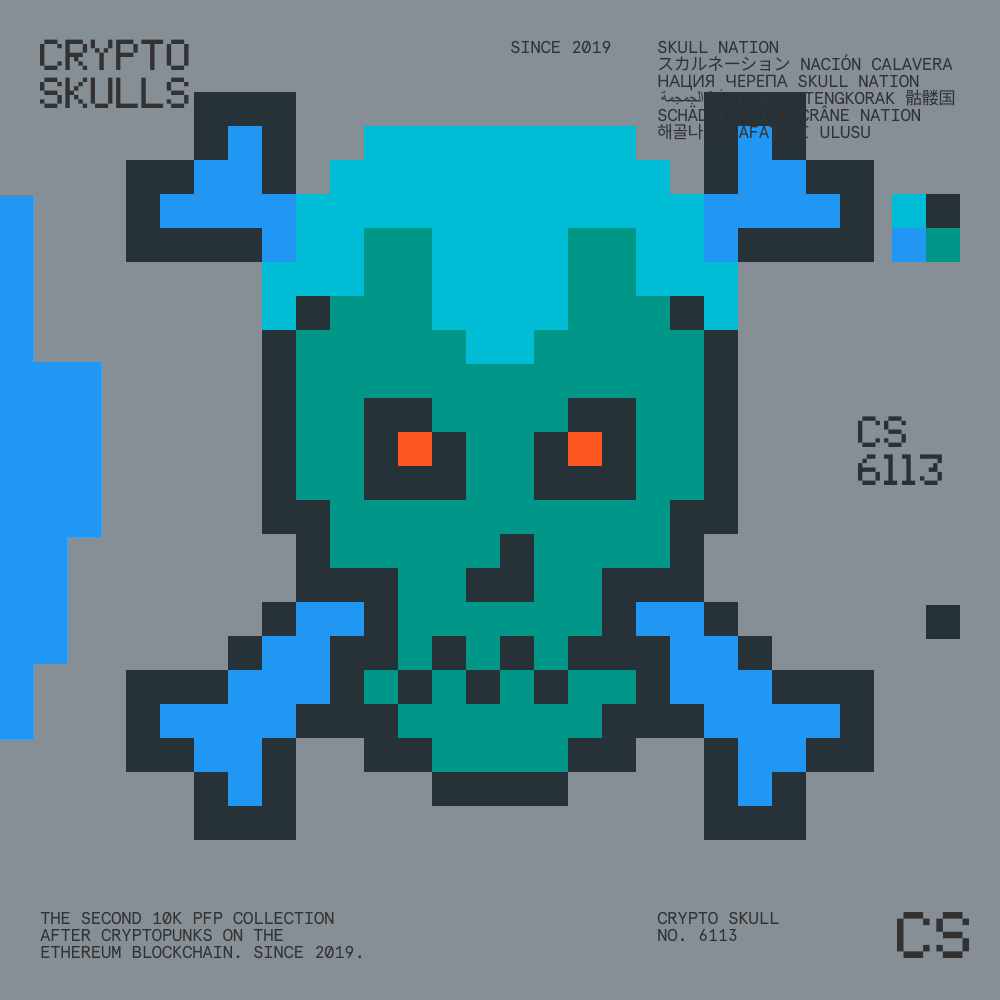 CRYPTO
SKULLS
SINCE 2019
SKULL NATION
スカルネーション NACIÓN CALAVERA
НАЦИЯ ЧЕРЕПА SKULL NATION
الجمجمة TENGKORAK 骷髅国
CRÂNE NATION
ULUSU
CS
6113
THE SECOND 10K PFP COLLECTION
AFTER CRYPTOPUNKS ON THE
ETHEREUM BLOCKCHAIN. SINCE 2019.
CRYPTO SKULL
NO. 6113
CS